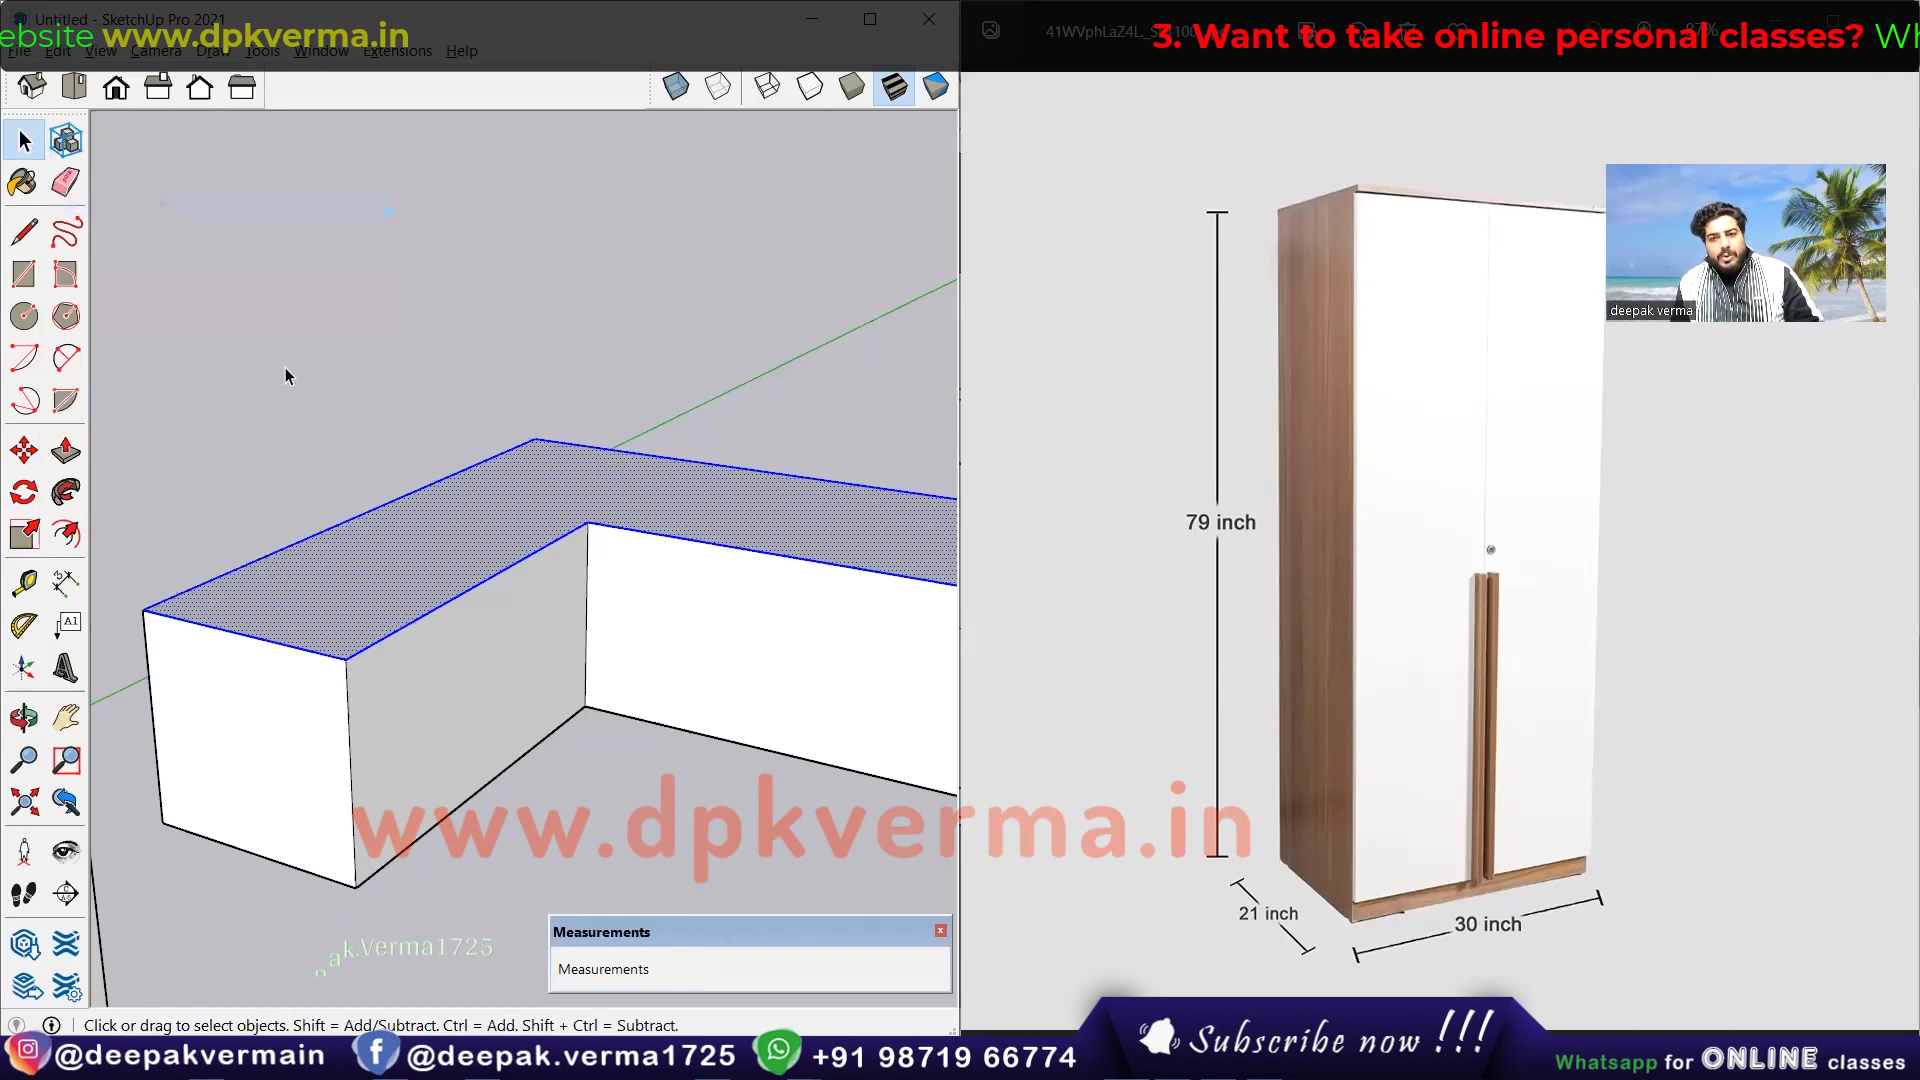 Untitled - SketchUp Pro 2021
ebsite www.dpkverma.in
File Edit View Camera Draw Tools Window Extensions Help
3. Want to take online personal classes? Wh
deepak verma
79 inch
21 inch
30 inch
www.dpkverma.in
ak.Verma1725
Measurements
Measurements
Click or drag to select objects. Shift = Add/Subtract. Ctrl = Add. Shift + Ctrl = Subtract.
@deepakvermain
@deepak.verma1725
+91 98719 66774
Subscribe now !!!
Whatsapp for ONLINE classes